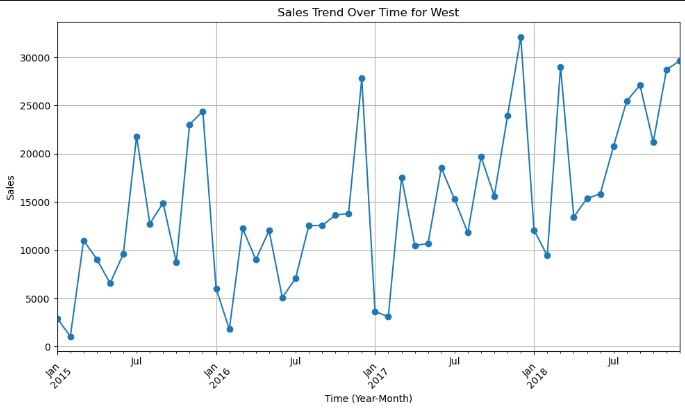 Sales Trend Over Time for West
Sales
30000
25000
20000
15000
10000
5000
0
Jan
2015
Jul
Jan
2016
Jul
Jan
2017
Jul
Jan
2018
Jul
Time (Year-Month)